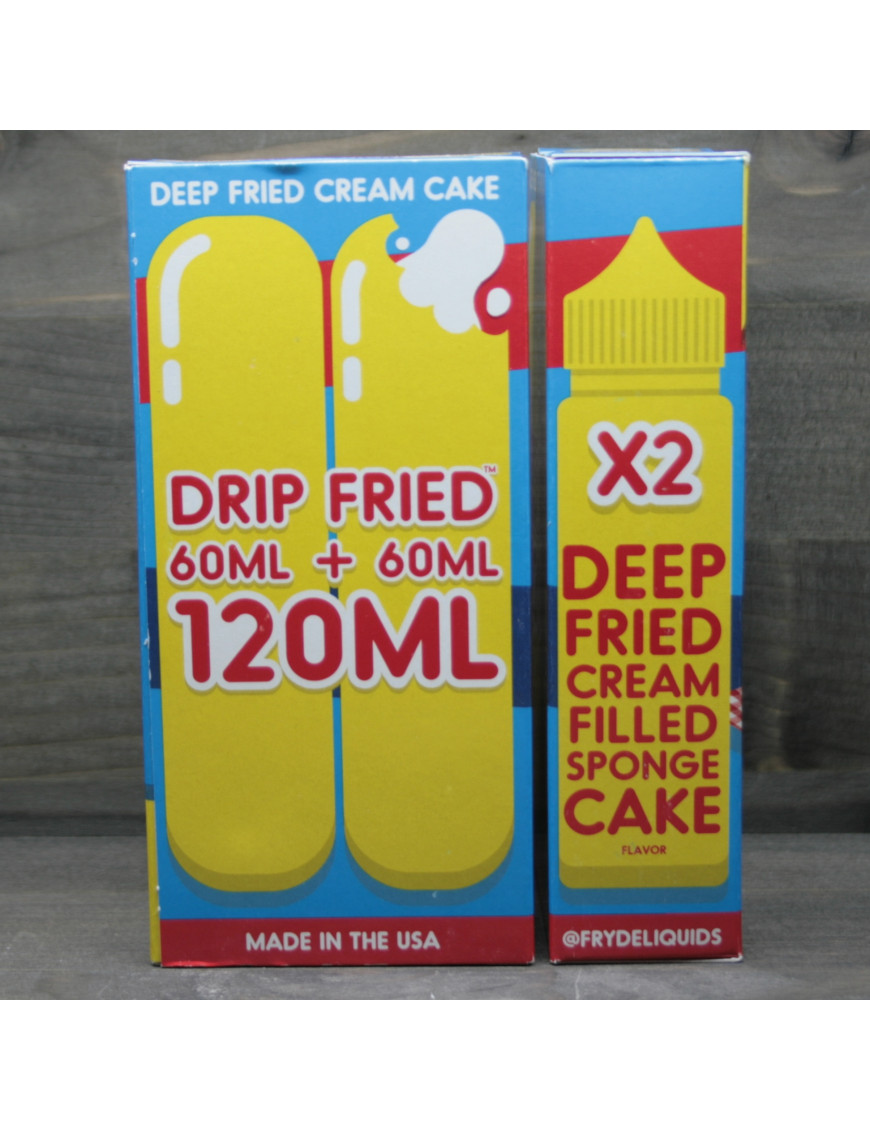 DEEP FRIED CREAM CAKE
DRIP FRIED™
60ML + 60ML
120ML
MADE IN THE USA
X2
DEEP
FRIED
CREAM
FILLED
SPONGE
CAKE
FLAVOR
@FRYDELIQUIDS